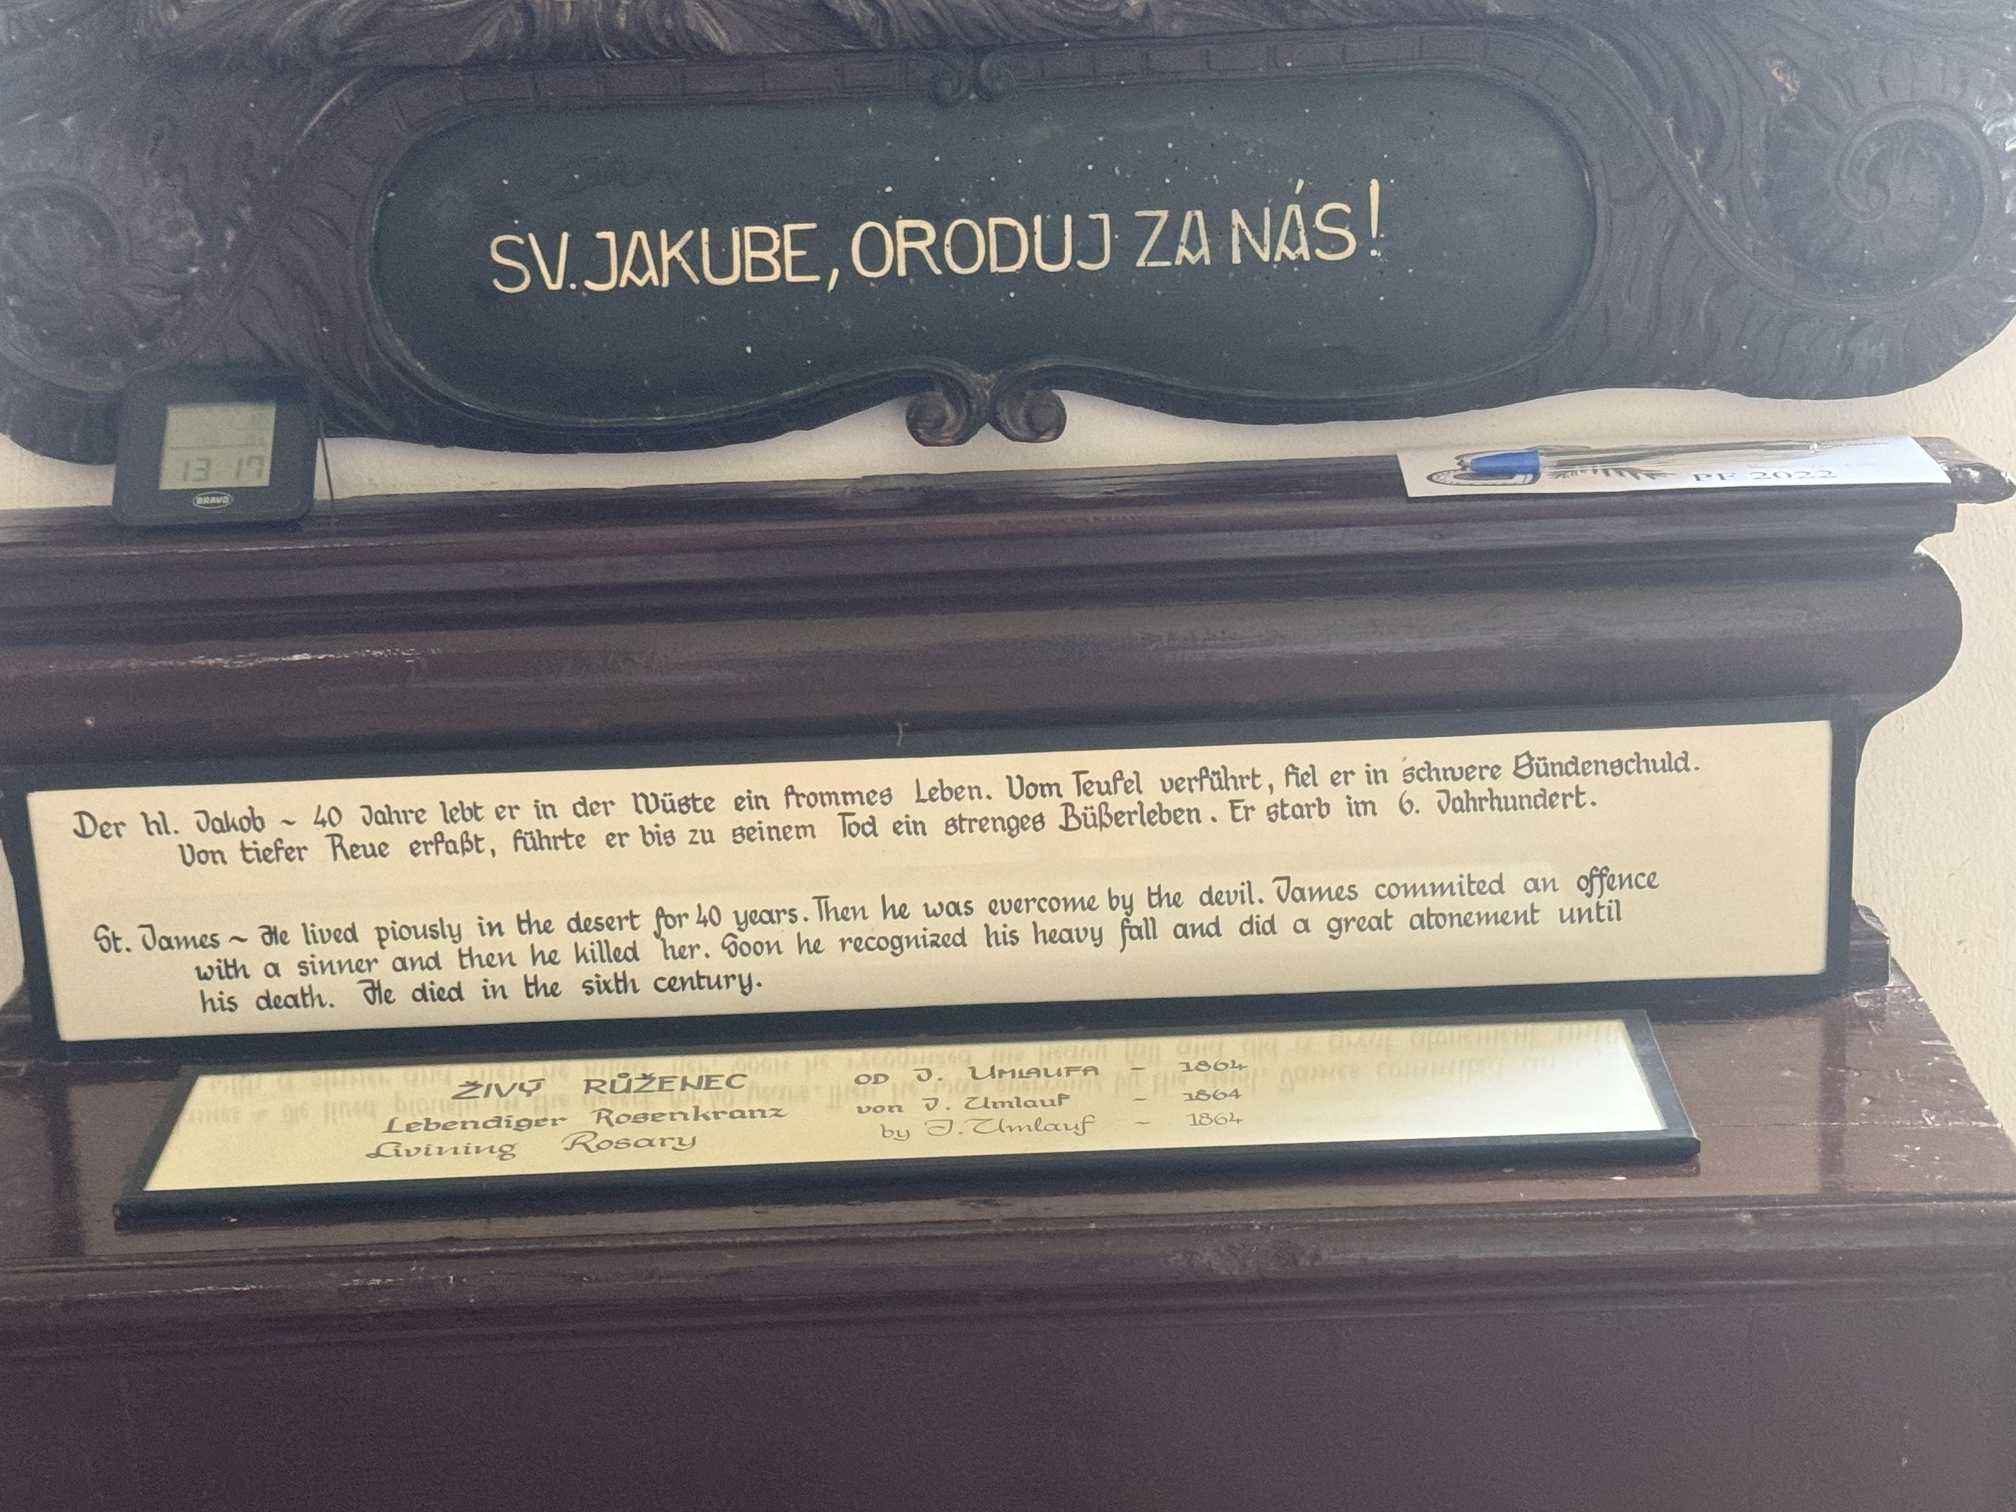 SV. JAKUBE, ORODUJ ZA NÁS!
13 17
BRAVO
PF 2022
Der hl. Jakob ~ 40 Jahre lebt er in der Wüste ein frommes Leben. Vom Teufel verführt, fiel er in schwere Sündenschuld.
Von tiefer Reue erfaßt, führte er bis zu seinem Tod ein strenges Büßerleben. Er starb im 6. Jahrhundert.
St. James ~ He lived piously in the desert for 40 years. Then he was evercome by the devil. James commited an offence
with a sinner and then he killed her. Soon he recognized his heavy fall and did a great atonement until
his death. He died in the sixth century.
ŽIVÝ RŮŽENEC OD J. UMLAUFA - 1864
Lebendiger Rosenkranz von J. Umlauf - 1864
Livining Rosary by J. Umlauf - 1864